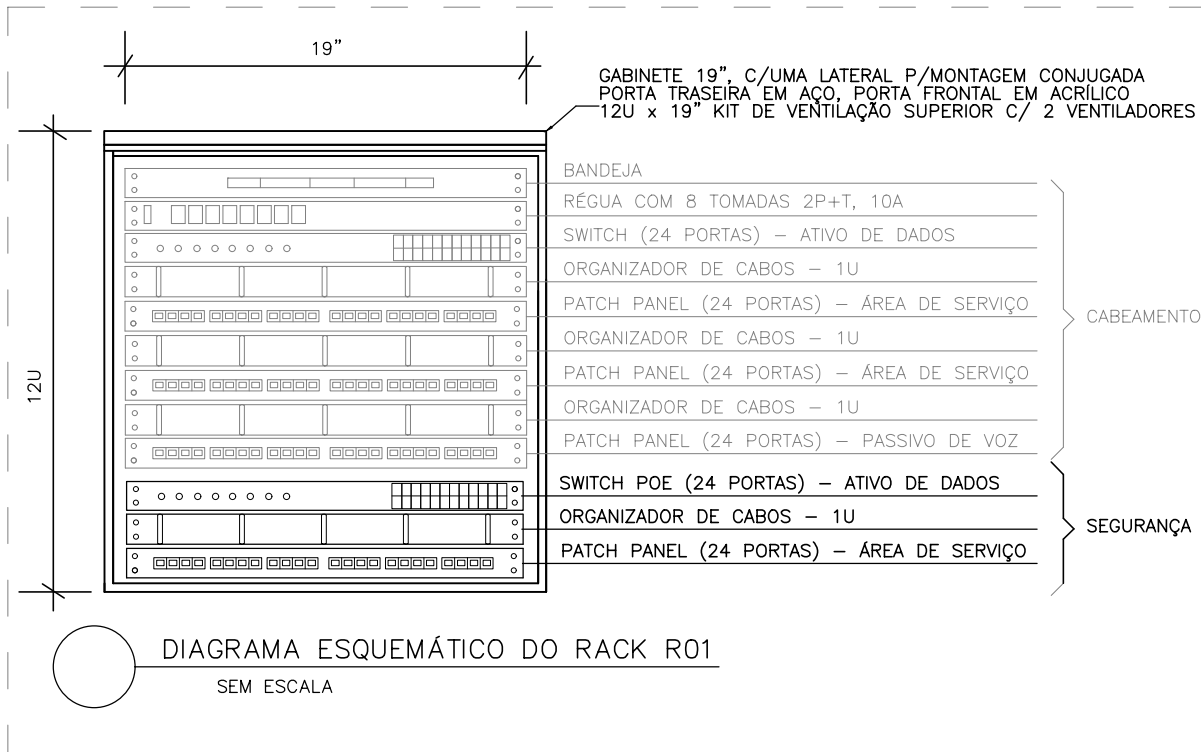 19”
GABINETE 19”, C/UMA LATERAL P/MONTAGEM CONJUGADA
PORTA TRASEIRA EM AÇO, PORTA FRONTAL EM ACRÍLICO
12U x 19” KIT DE VENTILAÇÃO SUPERIOR C/ 2 VENTILADORES
BANDEJA
RÉGUA COM 8 TOMADAS 2P+T, 10A
SWITCH (24 PORTAS) – ATIVO DE DADOS
ORGANIZADOR DE CABOS – 1U
PATCH PANEL (24 PORTAS) – ÁREA DE SERVIÇO
ORGANIZADOR DE CABOS – 1U
PATCH PANEL (24 PORTAS) – ÁREA DE SERVIÇO
ORGANIZADOR DE CABOS – 1U
PATCH PANEL (24 PORTAS) – PASSIVO DE VOZ
CABEAMENTO
12U
SWITCH POE (24 PORTAS) – ATIVO DE DADOS
ORGANIZADOR DE CABOS – 1U
PATCH PANEL (24 PORTAS) – ÁREA DE SERVIÇO
SEGURANÇA
DIAGRAMA ESQUEMÁTICO DO RACK R01
SEM ESCALA